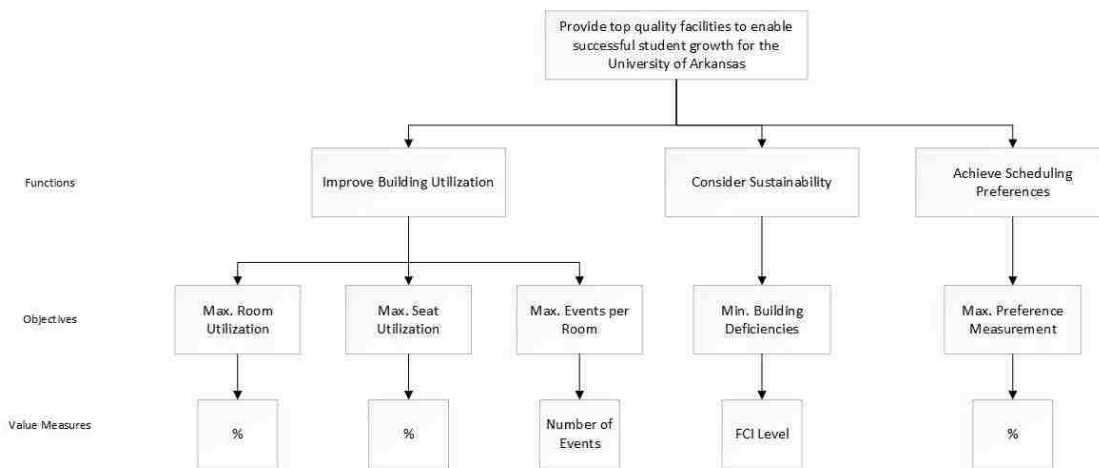 Provide top quality facilities to enable
successful student growth for the
University of Arkansas
Functions
Improve Building Utilization
Consider Sustainability
Achieve Scheduling
Preferences
Objectives
Max. Room
Utilization
Max. Seat
Utilization
Max. Events per
Room
Min. Building
Deficiencies
Max. Preference
Measurement
Value Measures
%
%
Number of
Events
FCI Level
%